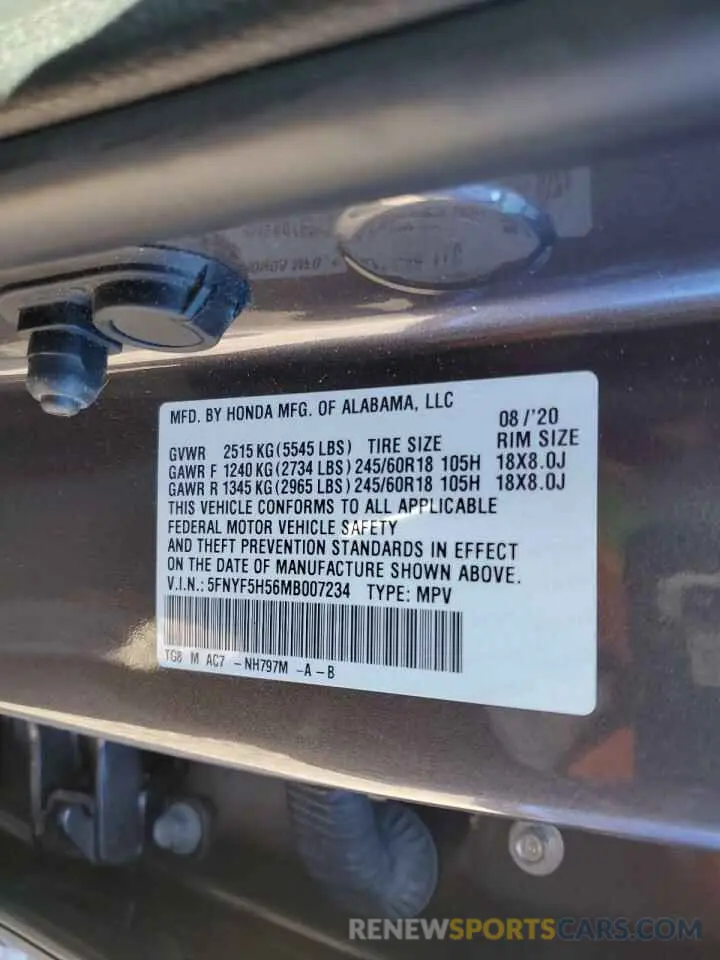 MFD. BY HONDA MFG. OF ALABAMA, LLC
08/'20
GVWR 2515 KG (5545 LBS) TIRE SIZE RIM SIZE
GAWR F 1240 KG (2734 LBS) 245/60R18 105H 18X8.0J
GAWR R 1345 KG (2965 LBS) 245/60R18 105H 18X8.0J
THIS VEHICLE CONFORMS TO ALL APPLICABLE
FEDERAL MOTOR VEHICLE SAFETY
AND THEFT PREVENTION STANDARDS IN EFFECT
ON THE DATE OF MANUFACTURE SHOWN ABOVE.
V.I.N.: 5FNYF5H56MB007234 TYPE: MPV
TG8 M AC7 - NH797M - A - B
RENEWSPORTSCARS.COM